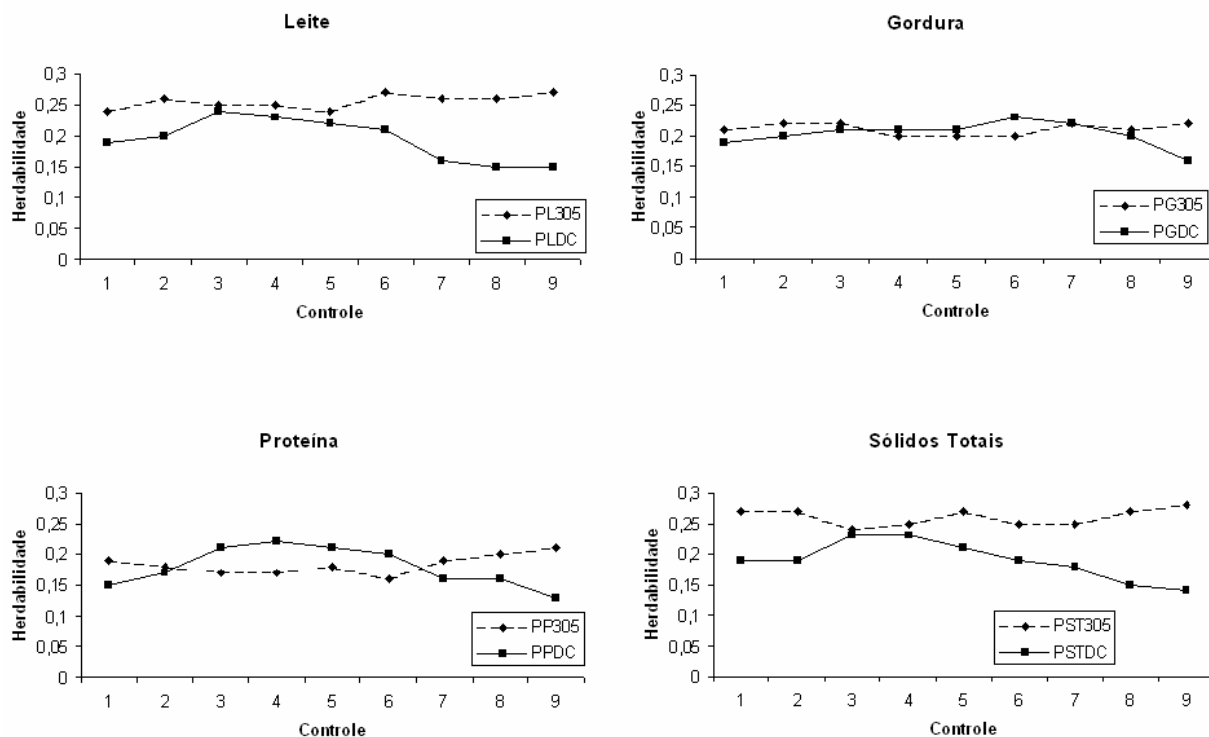 Leite
Herdabilidade
0,3
0,25
0,2
0,15
0,1
0,05
0
PL305
PLDC
1 2 3 4 5 6 7 8 9
Controle
Gordura
Herdabilidade
0,3
0,25
0,2
0,15
0,1
0,05
0
PG305
PGDC
1 2 3 4 5 6 7 8 9
Controle
Proteína
Herdabilidade
0,3
0,25
0,2
0,15
0,1
0,05
0
PP305
PPDC
1 2 3 4 5 6 7 8 9
Controle
Sólidos Totais
Herdabilidade
0,3
0,25
0,2
0,15
0,1
0,05
0
PST305
PSTDC
1 2 3 4 5 6 7 8 9
Controle